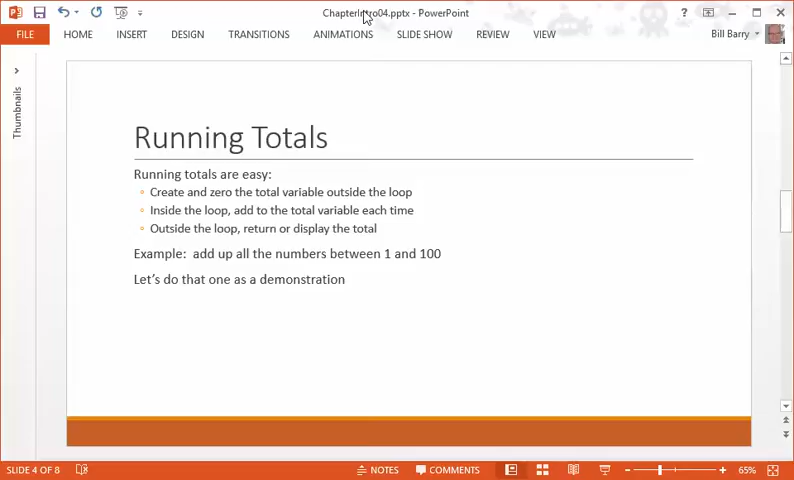 ChapterIntro04.pptx - PowerPoint
FILE HOME INSERT DESIGN TRANSITIONS ANIMATIONS SLIDE SHOW REVIEW VIEW Bill Barry
Thumbnails
Running Totals
Running totals are easy:
Create and zero the total variable outside the loop
Inside the loop, add to the total variable each time
Outside the loop, return or display the total
Example: add up all the numbers between 1 and 100
Let's do that one as a demonstration
SLIDE 4 OF 8 NOTES COMMENTS 65%